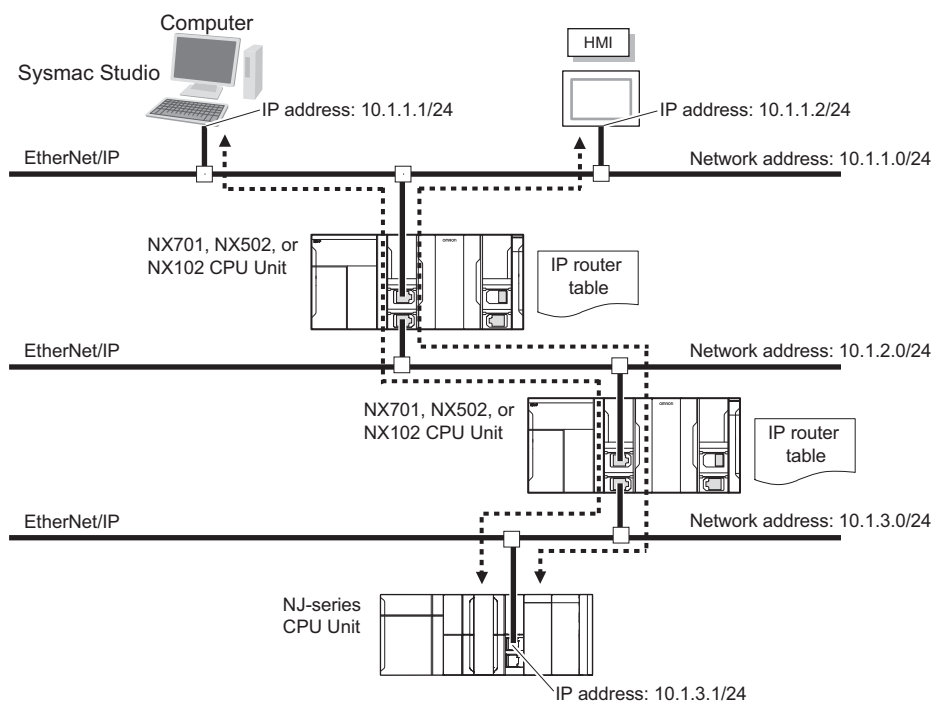 Computer
HMI
Sysmac Studio
IP address: 10.1.1.1/24
IP address: 10.1.1.2/24
EtherNet/IP
Network address: 10.1.1.0/24
NX701, NX502, or
NX102 CPU Unit
OMRON
IP router
table
EtherNet/IP
Network address: 10.1.2.0/24
NX701, NX502, or
NX102 CPU Unit
OMRON
IP router
table
EtherNet/IP
Network address: 10.1.3.0/24
NJ-series
CPU Unit
IP address: 10.1.3.1/24